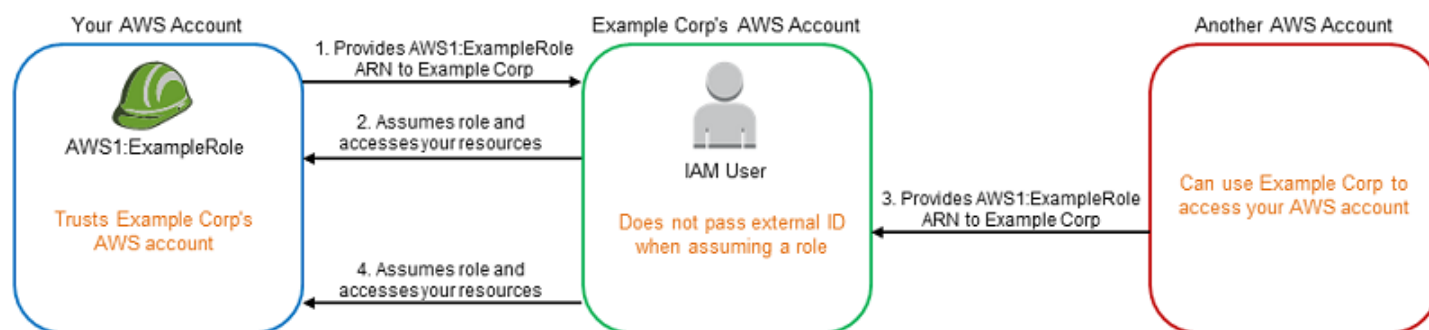 Your AWS Account
Example Corp's AWS Account
Another AWS Account
1. Provides AWS1:ExampleRole
ARN to Example Corp
AWS1:ExampleRole
2. Assumes role and
accesses your resources
IAM User
Trusts Example Corp's
AWS account
Does not pass external ID
when assuming a role
3. Provides AWS1:ExampleRole
ARN to Example Corp
Can use Example Corp to
access your AWS account
4. Assumes role and
accesses your resources